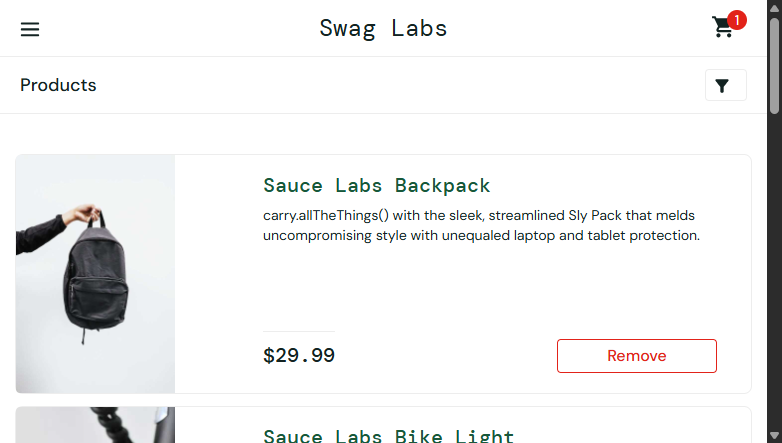 Swag Labs
1
Products
Sauce Labs Backpack
carry.allTheThings() with the sleek, streamlined Sly Pack that melds
uncompromising style with unequaled laptop and tablet protection.
$29.99
Remove
Sauce Labs Bike Light